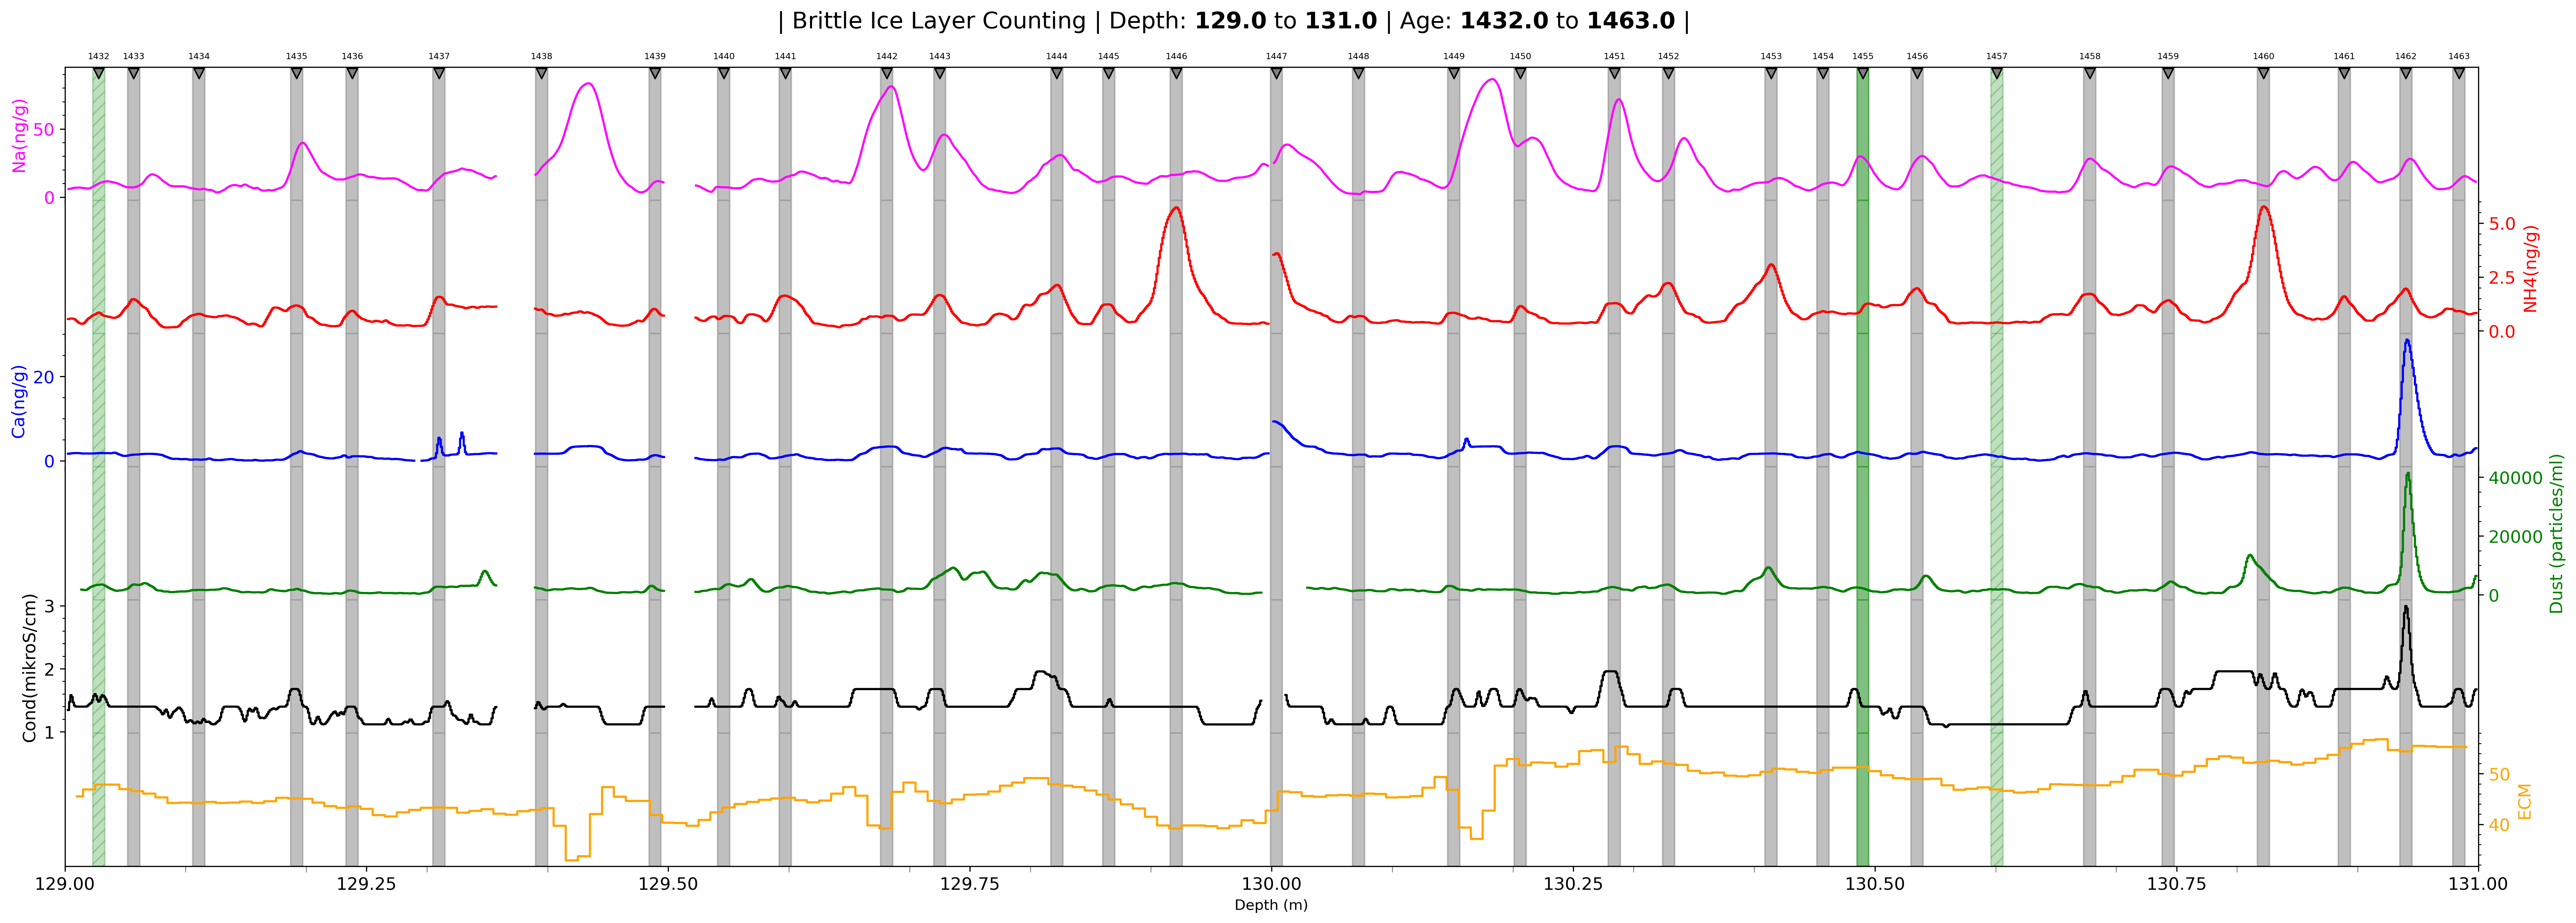 | Brittle Ice Layer Counting | Depth: 129.0 to 131.0 | Age: 1432.0 to 1463.0 |
1432 1433 1434 1435 1436 1437 1438 1439 1440 1441 1442 1443 1444 1445 1446 1447 1448 1449 1450 1451 1452 1453 1454 1455 1456 1457 1458 1459 1460 1461 1462 1463
Na(ng/g)
50
0
NH4(ng/g)
5.0
2.5
0.0
Ca(ng/g)
20
0
Dust (particles/ml)
40000
20000
0
Cond(mikroS/cm)
3
2
1
ECM
50
40
129.00 129.25 129.50 129.75 130.00 130.25 130.50 130.75 131.00
Depth (m)